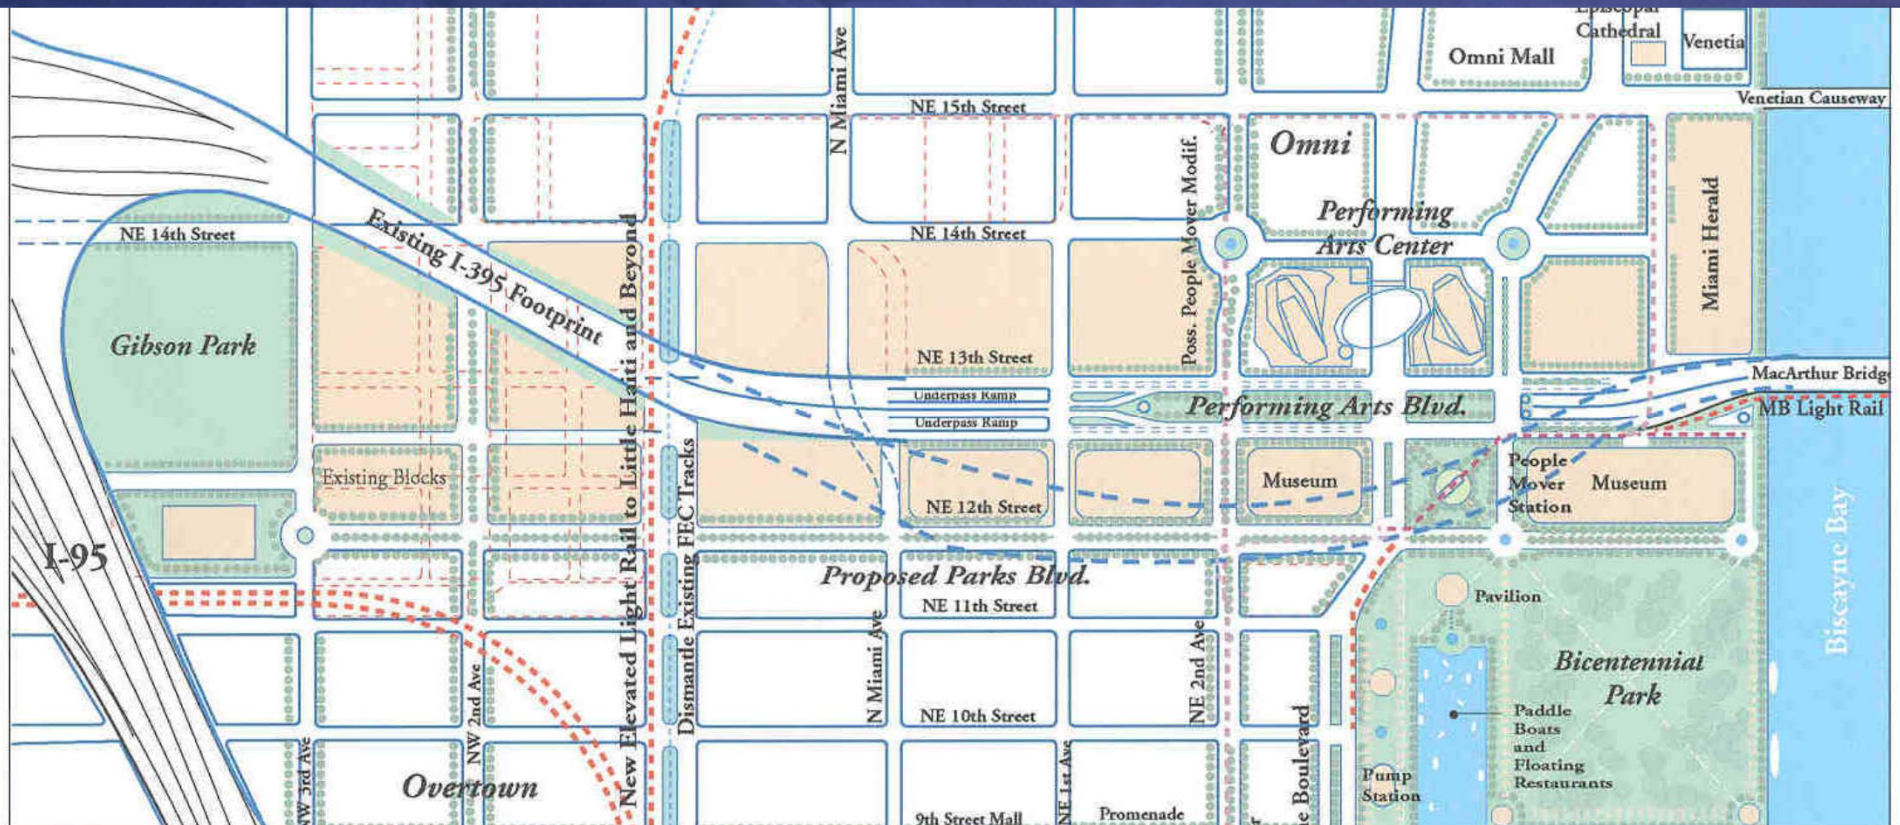 Episcopal
Cathedral
Venetia
Omni Mall
N Miami Ave
NE 15th Street
Venetian Causeway
Omni
Poss. People Mover Modif.
Performing
Arts Center
Miami Herald
NE 14th Street
Existing I-395 Footprint
NE 14th Street
Gibson Park
NE 13th Street
MacArthur Bridge
Underpass Ramp
Performing Arts Blvd.
MB Light Rail
Underpass Ramp
New Elevated Light Rail to Little Haiti and Beyond
Dismantle Existing FEC Tracks
Existing Blocks
Museum
People
Mover
Station
Museum
NE 12th Street
I-95
Biscayne Bay
Proposed Parks Blvd.
NE 11th Street
Pavilion
N Miami Ave
NE 2nd Ave
NW 2nd Ave
Bicentennial
Park
NE 10th Street
Paddle
Boats
and
Floating
Restaurants
NW 3rd Ave
Overtown
NE 1st Ave
ne Boulevard
Pump
Station
9th Street Mall
Promenade